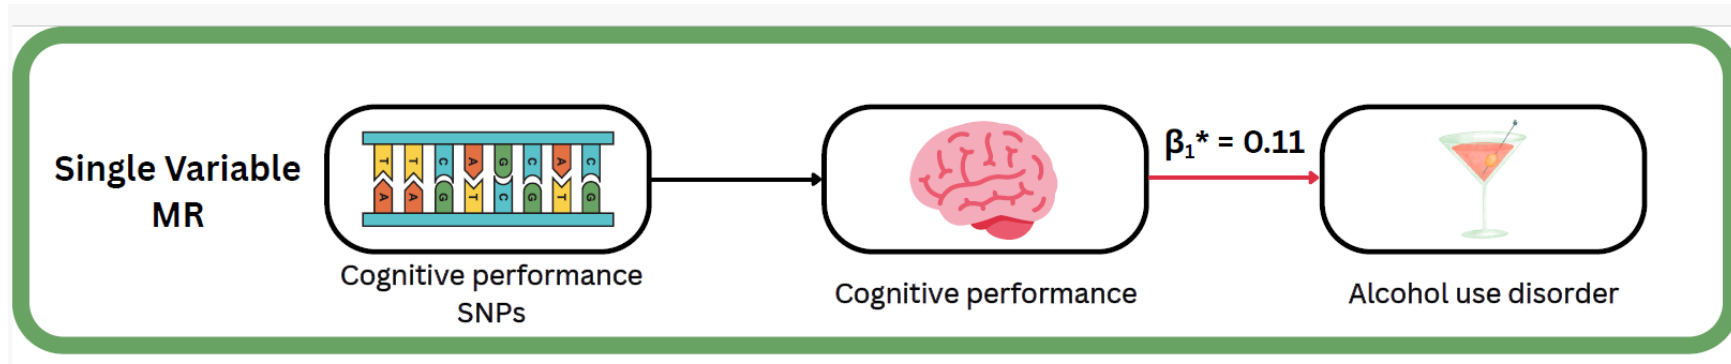 Single Variable
MR
T T C A G C A C
A A G T C G T G
Cognitive performance
SNPs
Cognitive performance
β₁* = 0.11
Alcohol use disorder